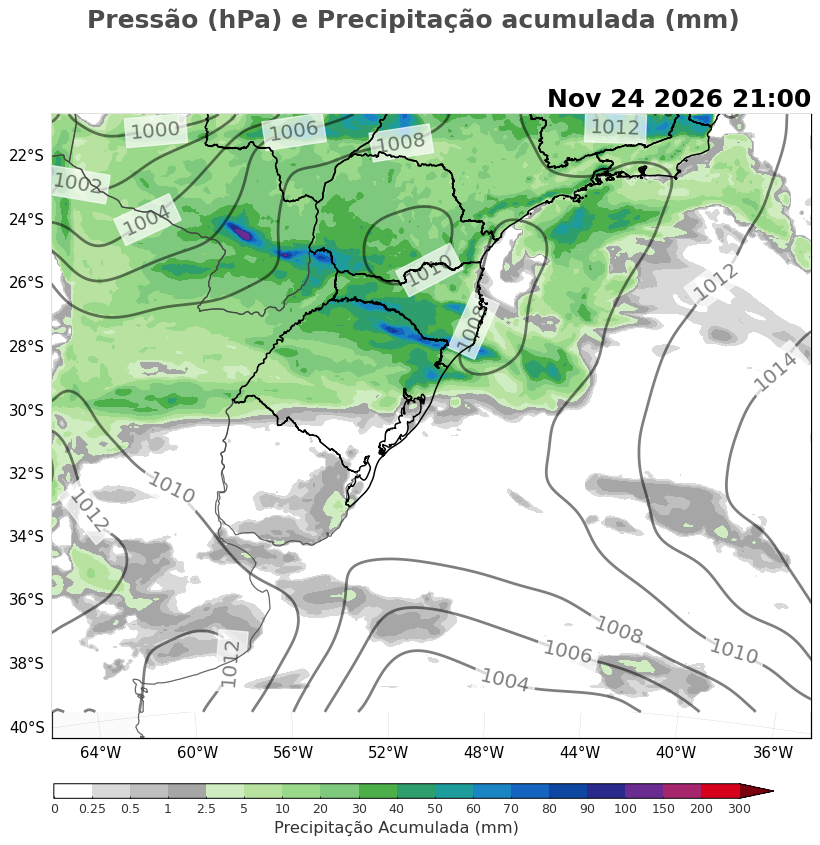 Pressão (hPa) e Precipitação acumulada (mm)
Nov 24 2026 21:00
1000
1006
1012
1008
22°S
1002
1004
24°S
1010
26°S
1012
1008
28°S
1014
30°S
32°S
1010
1012
34°S
36°S
1008
1012
1006
1010
38°S
1004
40°S
64°W 60°W 56°W 52°W 48°W 44°W 40°W 36°W
0 0.25 0.5 1 2.5 5 10 20 30 40 50 60 70 80 90 100 150 200 300
Precipitação Acumulada (mm)